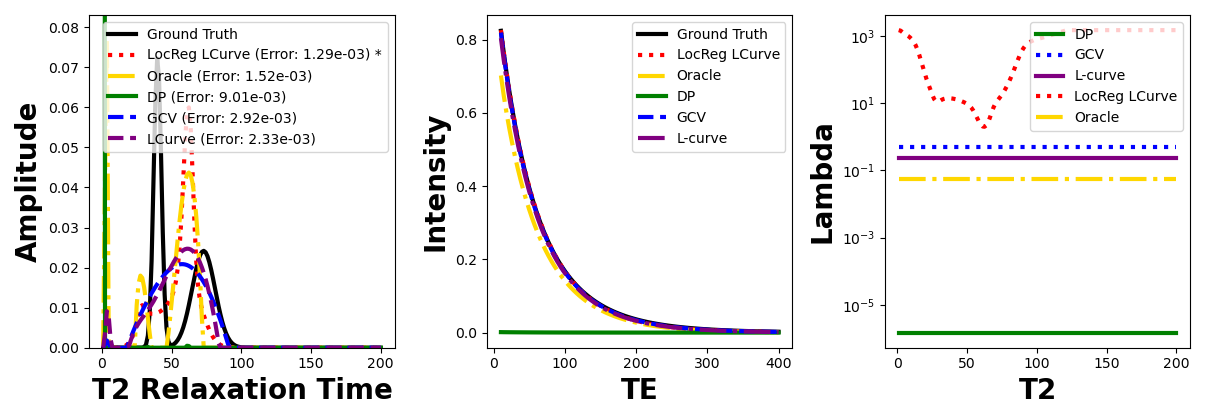 Ground Truth
LocReg LCurve (Error: 1.29e-03) *
Oracle (Error: 1.52e-03)
DP (Error: 9.01e-03)
GCV (Error: 2.92e-03)
LCurve (Error: 2.33e-03)
Amplitude
0.08
0.07
0.06
0.05
0.04
0.03
0.02
0.01
0.00
0
50
100
150
200
T2 Relaxation Time
Ground Truth
LocReg LCurve
Oracle
DP
GCV
L-curve
Intensity
0.8
0.6
0.4
0.2
0.0
0
100
200
300
400
TE
DP
GCV
L-curve
LocReg LCurve
Oracle
Lambda
10³
10¹
10⁻¹
10⁻³
10⁻⁵
0
50
100
150
200
T2